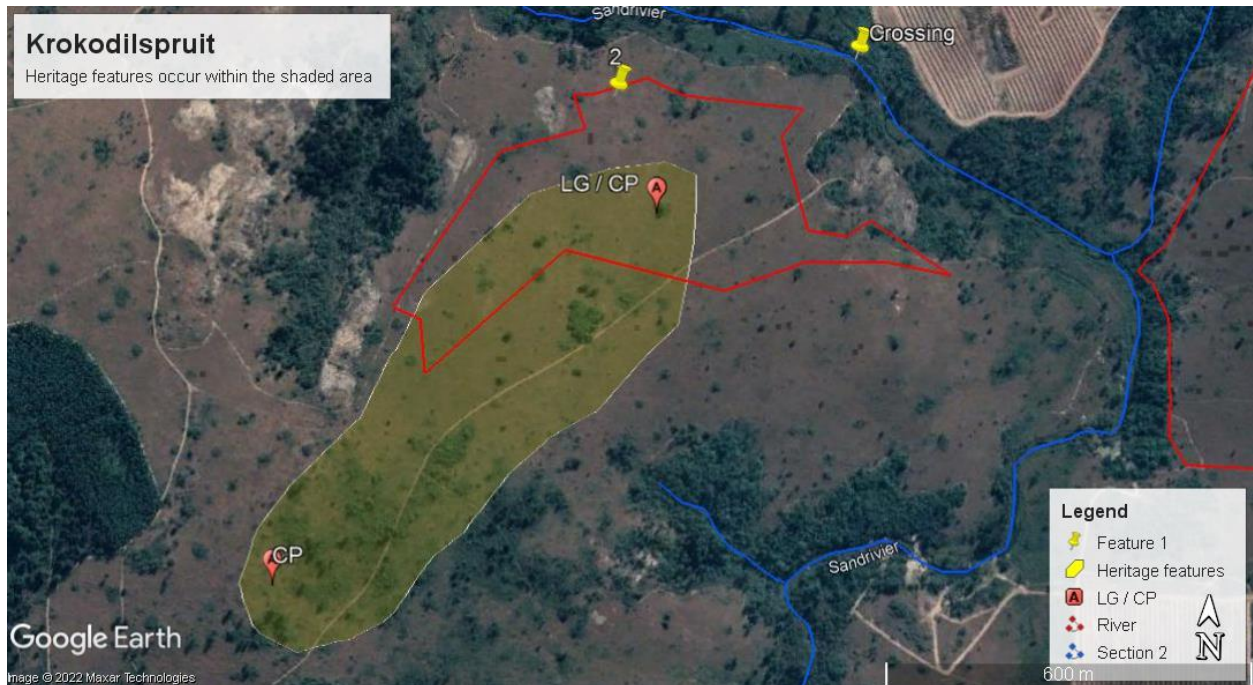 Krokodilspruit
Heritage features occur within the shaded area
Sandrivier
Crossing
2
LG / CP
A
CP
Sandrivier
Legend
Feature 1
Heritage features
A LG / CP
River
Section 2
N
600 m
Google Earth
Image © 2022 Maxar Technologies